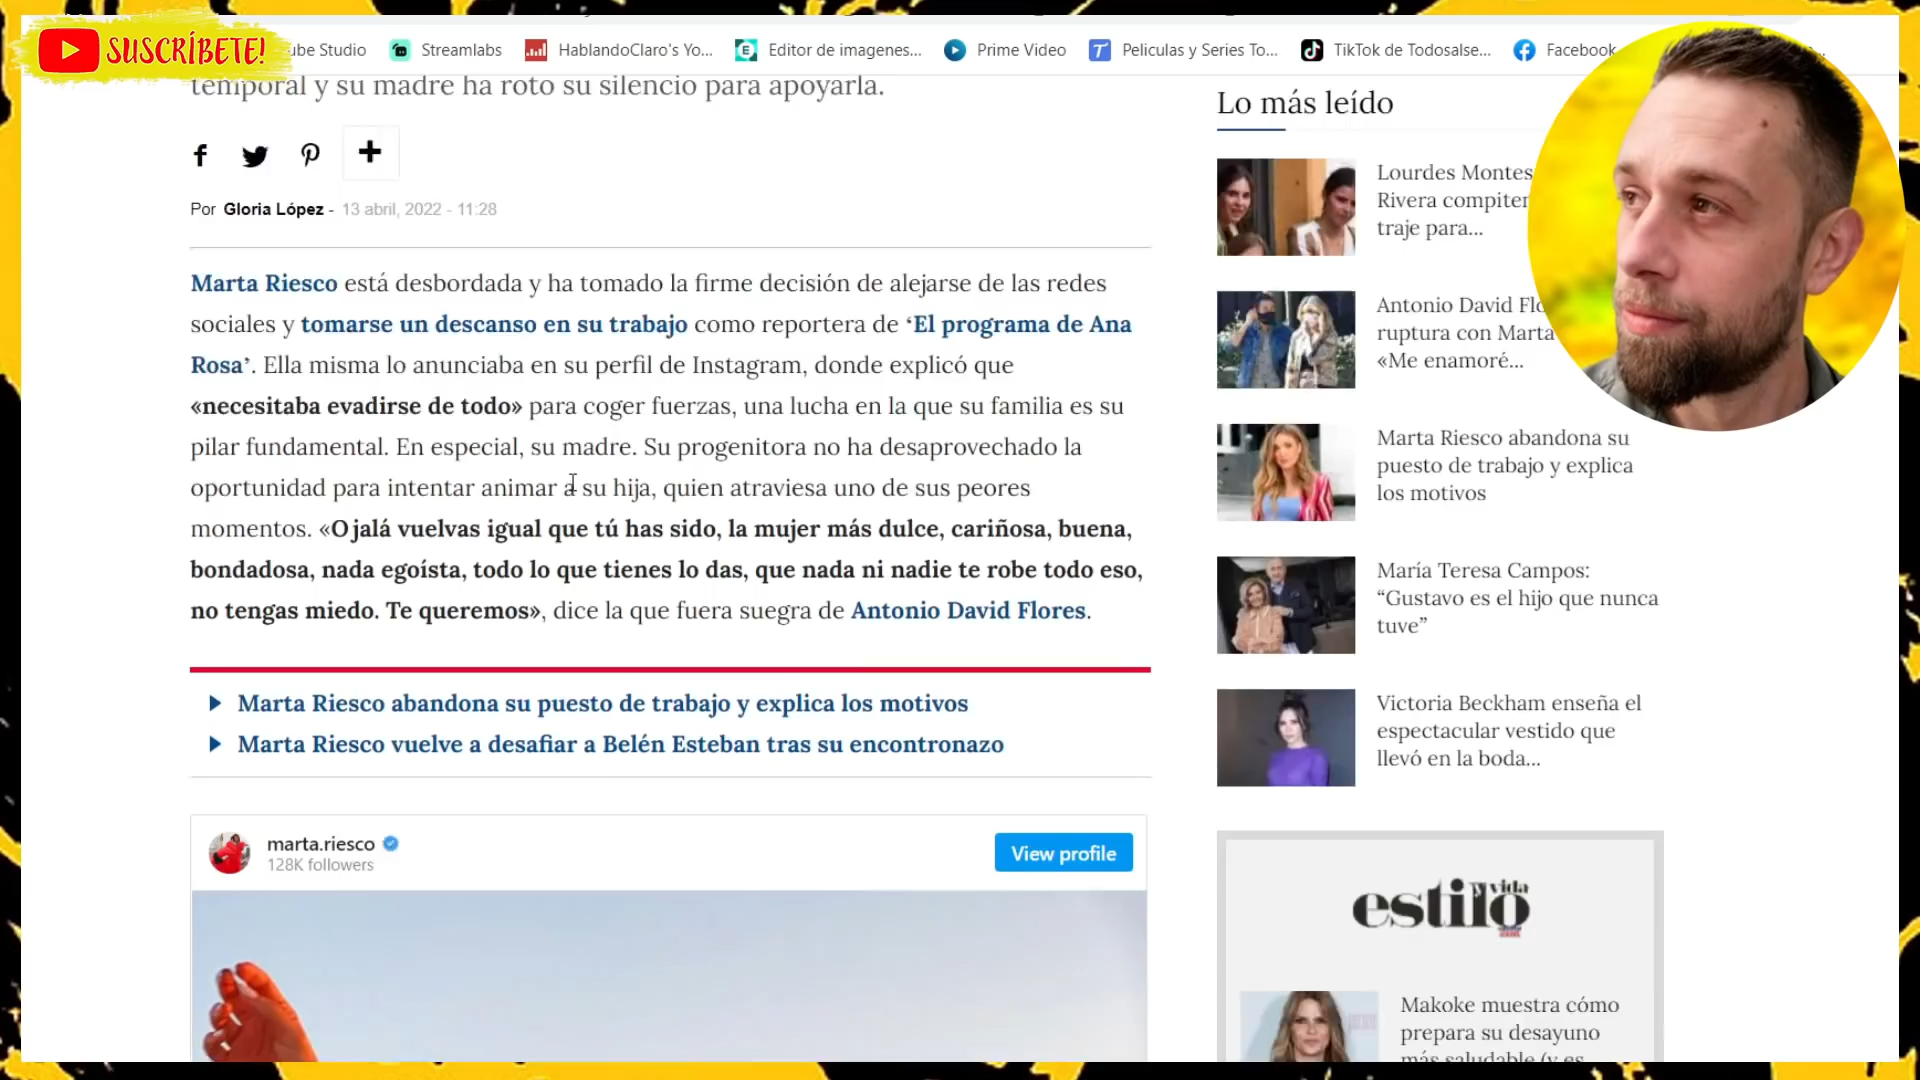 SUSCRÍBETE!
ube Studio
Streamlabs
HablandoClaro's Yo...
Editor de imagenes...
Prime Video
Peliculas y Series To...
TikTok de Todosalse...
Facebook
temporal y su madre ha roto su silencio para apoyarla.
Por Gloria López - 13 abril, 2022 - 11:28
Marta Riesco está desbordada y ha tomado la firme decisión de alejarse de las redes
sociales y tomarse un descanso en su trabajo como reportera de ‘El programa de Ana
Rosa’. Ella misma lo anunciaba en su perfil de Instagram, donde explicó que
«necesitaba evadirse de todo» para coger fuerzas, una lucha en la que su familia es su
pilar fundamental. En especial, su madre. Su progenitora no ha desaprovechado la
oportunidad para intentar animar a su hija, quien atraviesa uno de sus peores
momentos. «Ojalá vuelvas igual que tú has sido, la mujer más dulce, cariñosa, buena,
bondadosa, nada egoísta, todo lo que tienes lo das, que nada ni nadie te robe todo eso,
no tengas miedo. Te queremos», dice la que fuera suegra de Antonio David Flores.
Marta Riesco abandona su puesto de trabajo y explica los motivos
Marta Riesco vuelve a desafiar a Belén Esteban tras su encontronazo
marta.riesco
128K followers
View profile
Lo más leído
Lourdes Montes
Rivera compiten
traje para...
Antonio David Flo
ruptura con Marta
«Me enamoré...
Marta Riesco abandona su
puesto de trabajo y explica
los motivos
María Teresa Campos:
“Gustavo es el hijo que nunca
tuve”
Victoria Beckham enseña el
espectacular vestido que
llevó en la boda...
estilo
y vida
Makoke muestra cómo
prepara su desayuno
más saludable (y es